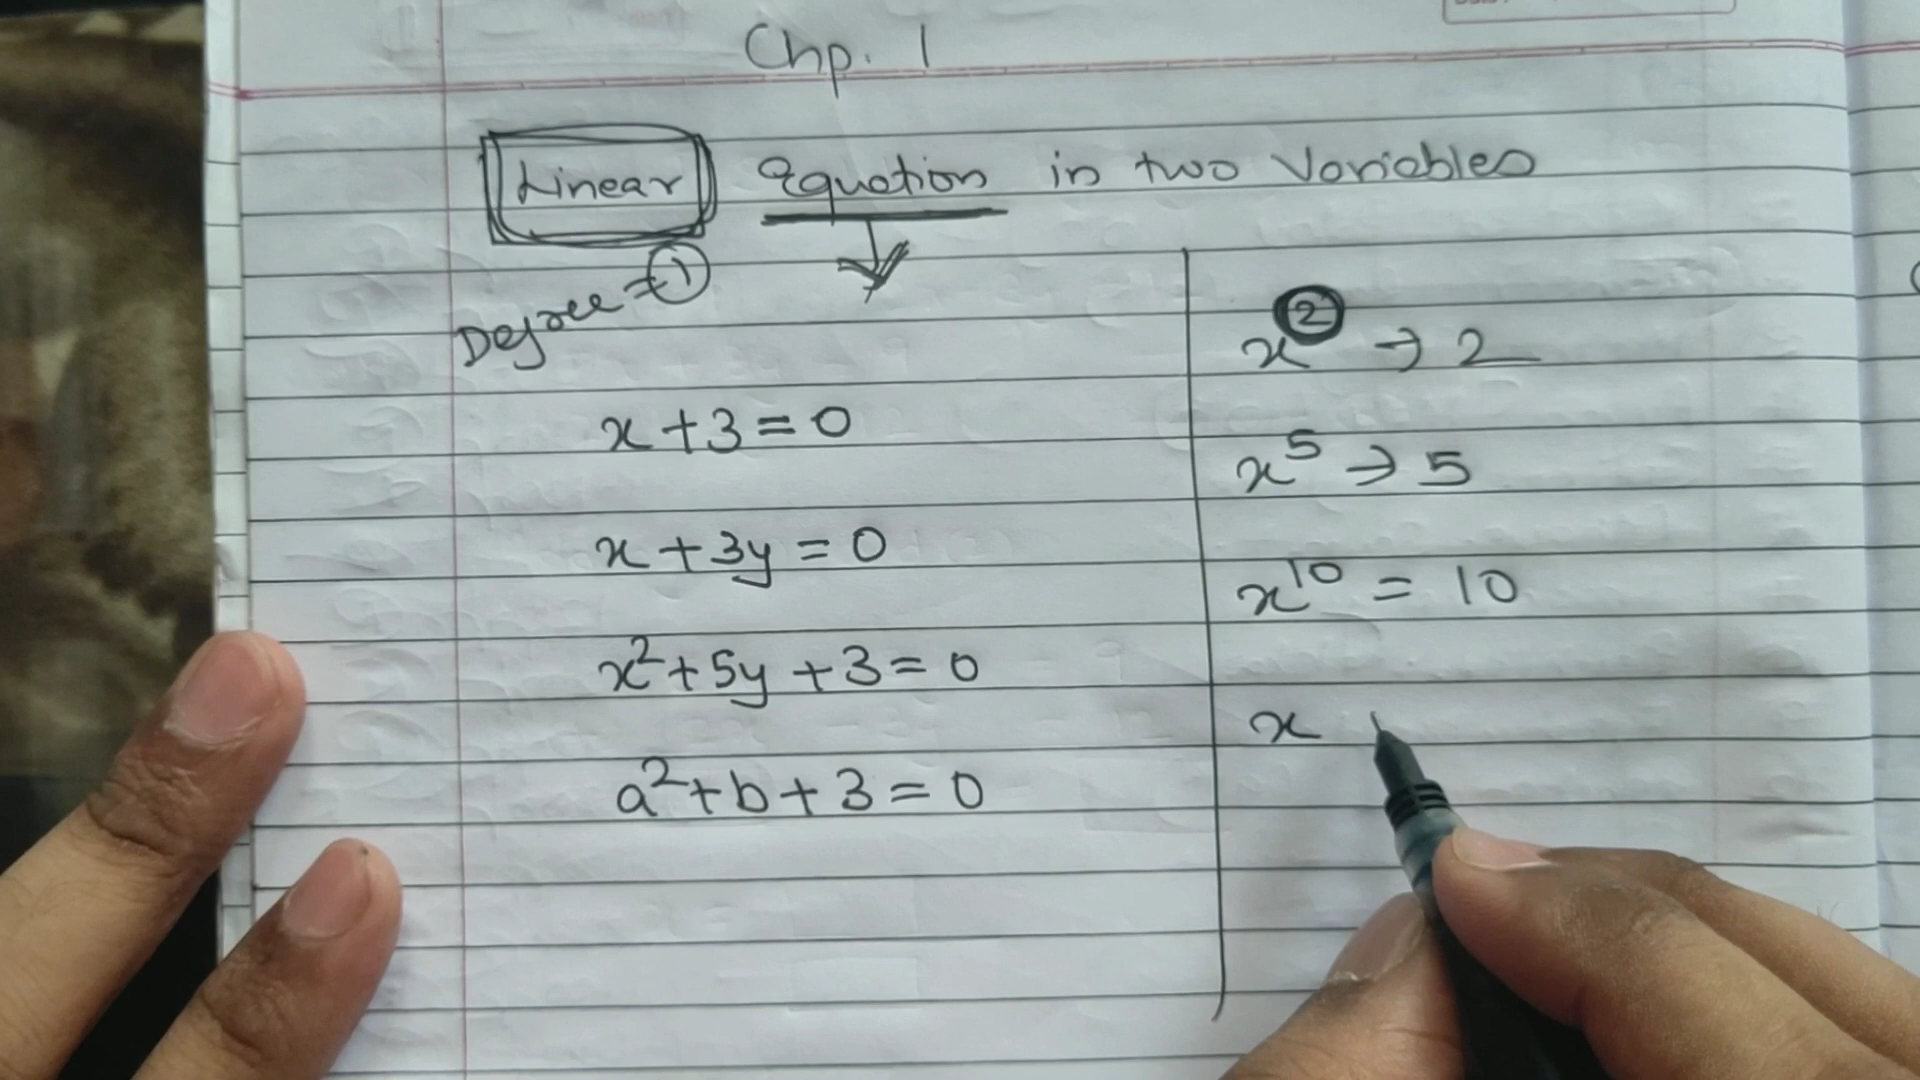 Chp. 1
Linear Equation in two Variables
Degree = 1
x + 3 = 0
x + 3y = 0
x² + 5y + 3 = 0
a² + b + 3 = 0
x² → 2
x⁵ → 5
x¹⁰ = 10
x